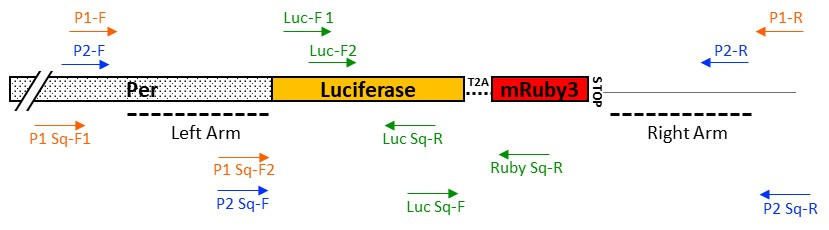 P1-F
Luc-F 1
P1-R
P2-F
Luc-F2
P2-R
Per
Luciferase
T2A
mRuby3
STOP
Left Arm
Right Arm
P1 Sq-F1
Luc Sq-R
P1 Sq-F2
Ruby Sq-R
P2 Sq-F
Luc Sq-F
P2 Sq-R